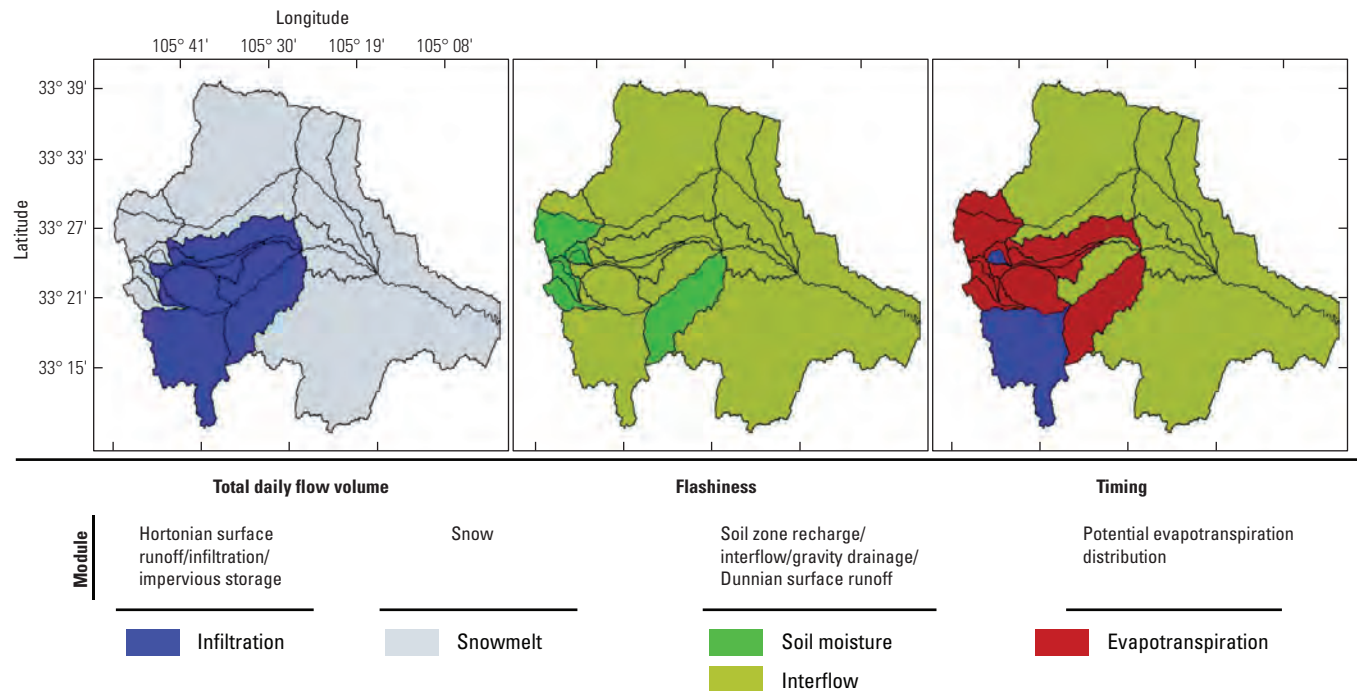 Longitude
105° 41' 105° 30' 105° 19' 105° 08'
Latitude
33° 39'
33° 33'
33° 27'
33° 21'
33° 15'
Total daily flow volume Flashiness Timing
Module
Hortonian surface
runoff/infiltration/
impervious storage
Snow
Soil zone recharge/
interflow/gravity drainage/
Dunnian surface runoff
Potential evapotranspiration
distribution
Infiltration Snowmelt Soil moisture Evapotranspiration
Interflow